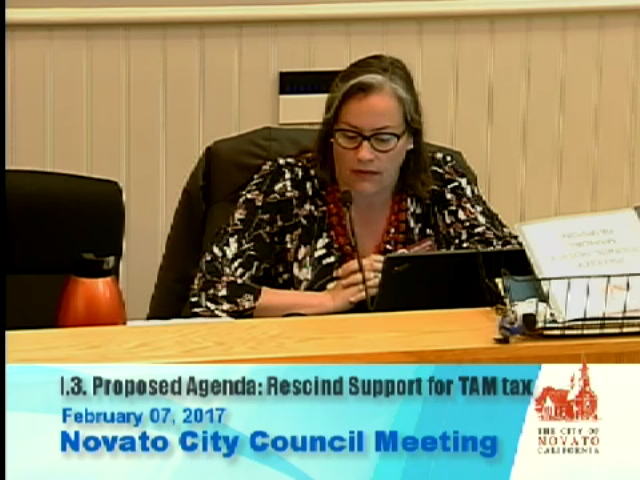 I.3. Proposed Agenda: Rescind Support for TAM tax
February 07, 2017
Novato City Council Meeting
THE CITY OF
NOVATO
CALIFORNIA